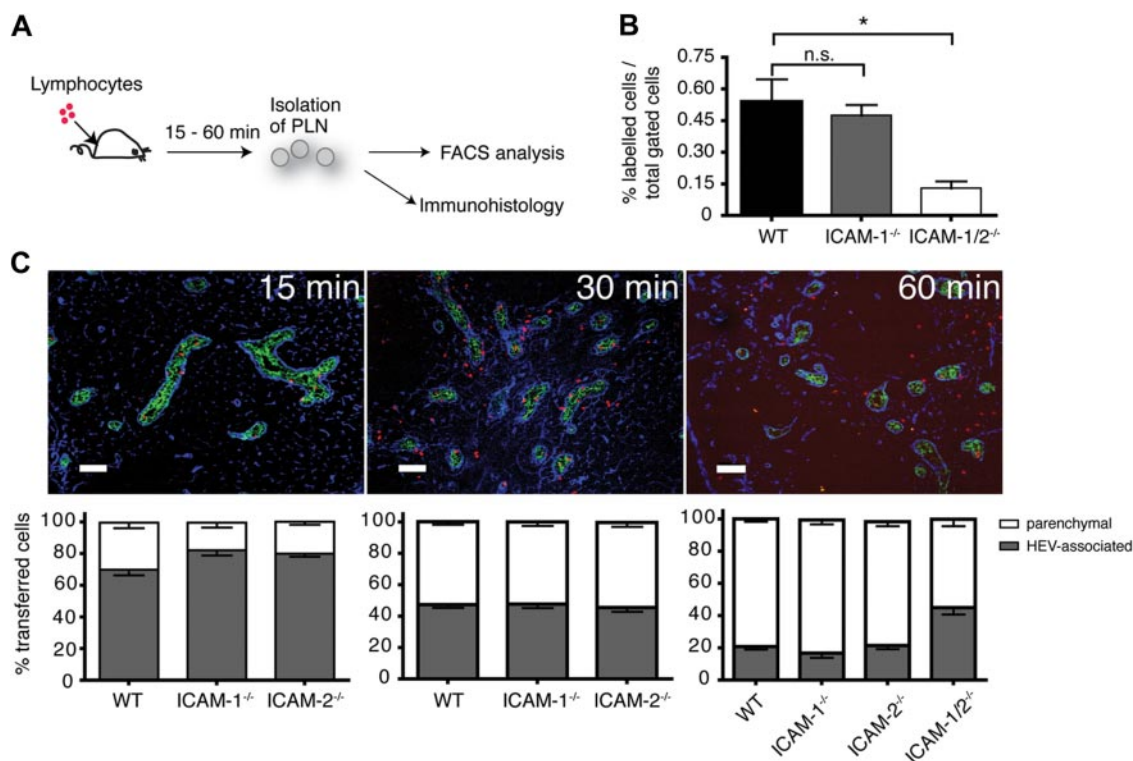 A
Lymphocytes
15 - 60 min
Isolation
of PLN
FACS analysis
Immunohistology
B
% labelled cells /
total gated cells
0.75
0.60
0.45
0.30
0.15
0
*
n.s.
WT
ICAM-1-/-
ICAM-1/2-/-
C
15 min
30 min
60 min
% transferred cells
100
80
60
40
20
0
WT
ICAM-1-/-
ICAM-2-/-
100
80
60
40
20
0
WT
ICAM-1-/-
ICAM-2-/-
100
80
60
40
20
0
WT
ICAM-1-/-
ICAM-2-/-
ICAM-1/2-/-
parenchymal
HEV-associated